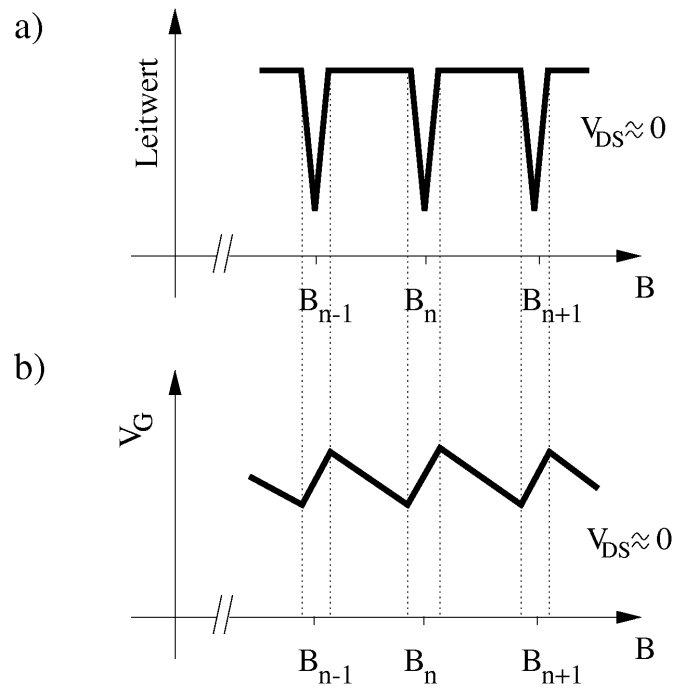 a)
Leitwert
V_DS ≈ 0
B_n-1 B_n B_n+1 B
b)
V_G
V_DS ≈ 0
B_n-1 B_n B_n+1 B